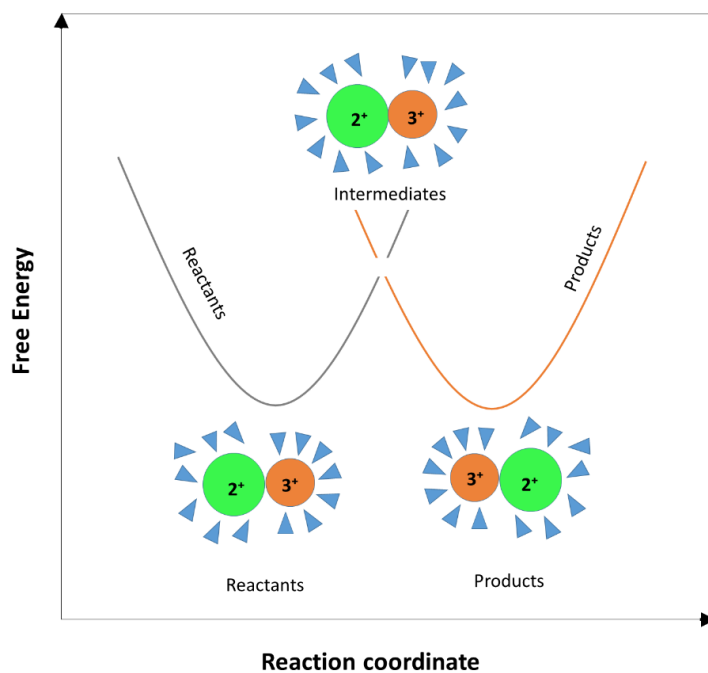 2⁺ 3⁺
Intermediates
Reactants
Products
Free Energy
2⁺ 3⁺
3⁺ 2⁺
Reactants
Products
Reaction coordinate